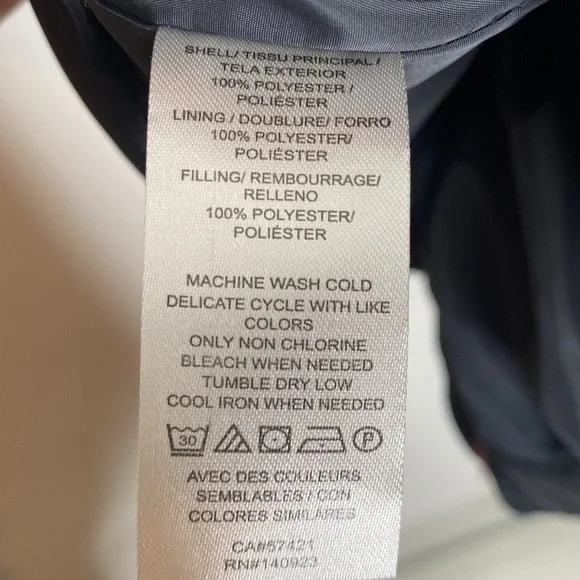 SHELL/ TISSU PRINCIPAL /
TELA EXTERIOR
100% POLYESTER /
POLIÉSTER
LINING / DOUBLURE/ FORRO
100% POLYESTER/
POLIÉSTER
FILLING/ REMBOURRAGE/
RELLENO
100% POLYESTER/
POLIÉSTER
MACHINE WASH COLD
DELICATE CYCLE WITH LIKE
COLORS
ONLY NON CHLORINE
BLEACH WHEN NEEDED
TUMBLE DRY LOW
COOL IRON WHEN NEEDED
30 P
AVEC DES COULEURS
SEMBLABLES / CON
COLORES SIMILARES
CA#57421
RN#140923